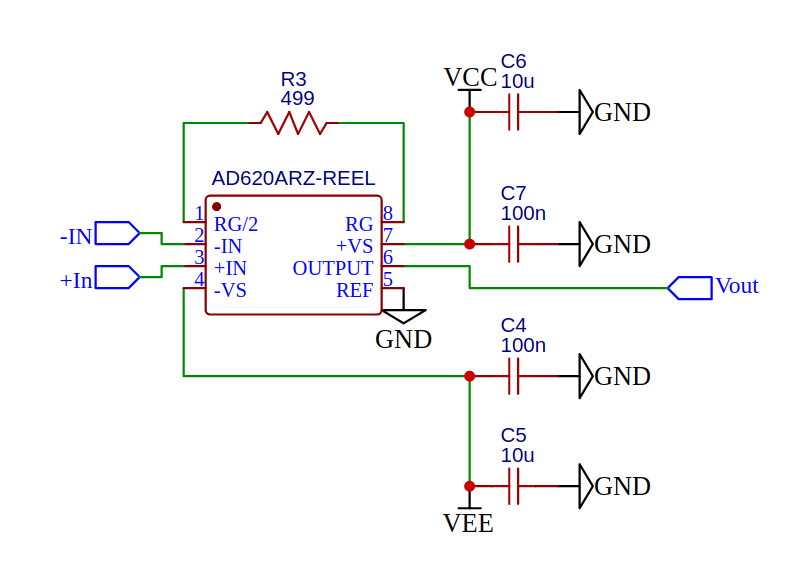 R3
499
VCC
C6
10u
GND
AD620ARZ-REEL
-IN
+In
1
2
3
4
RG/2
-IN
+IN
-VS
RG
+VS
OUTPUT
REF
8
7
6
5
GND
C7
100n
GND
Vout
C4
100n
GND
C5
10u
GND
VEE